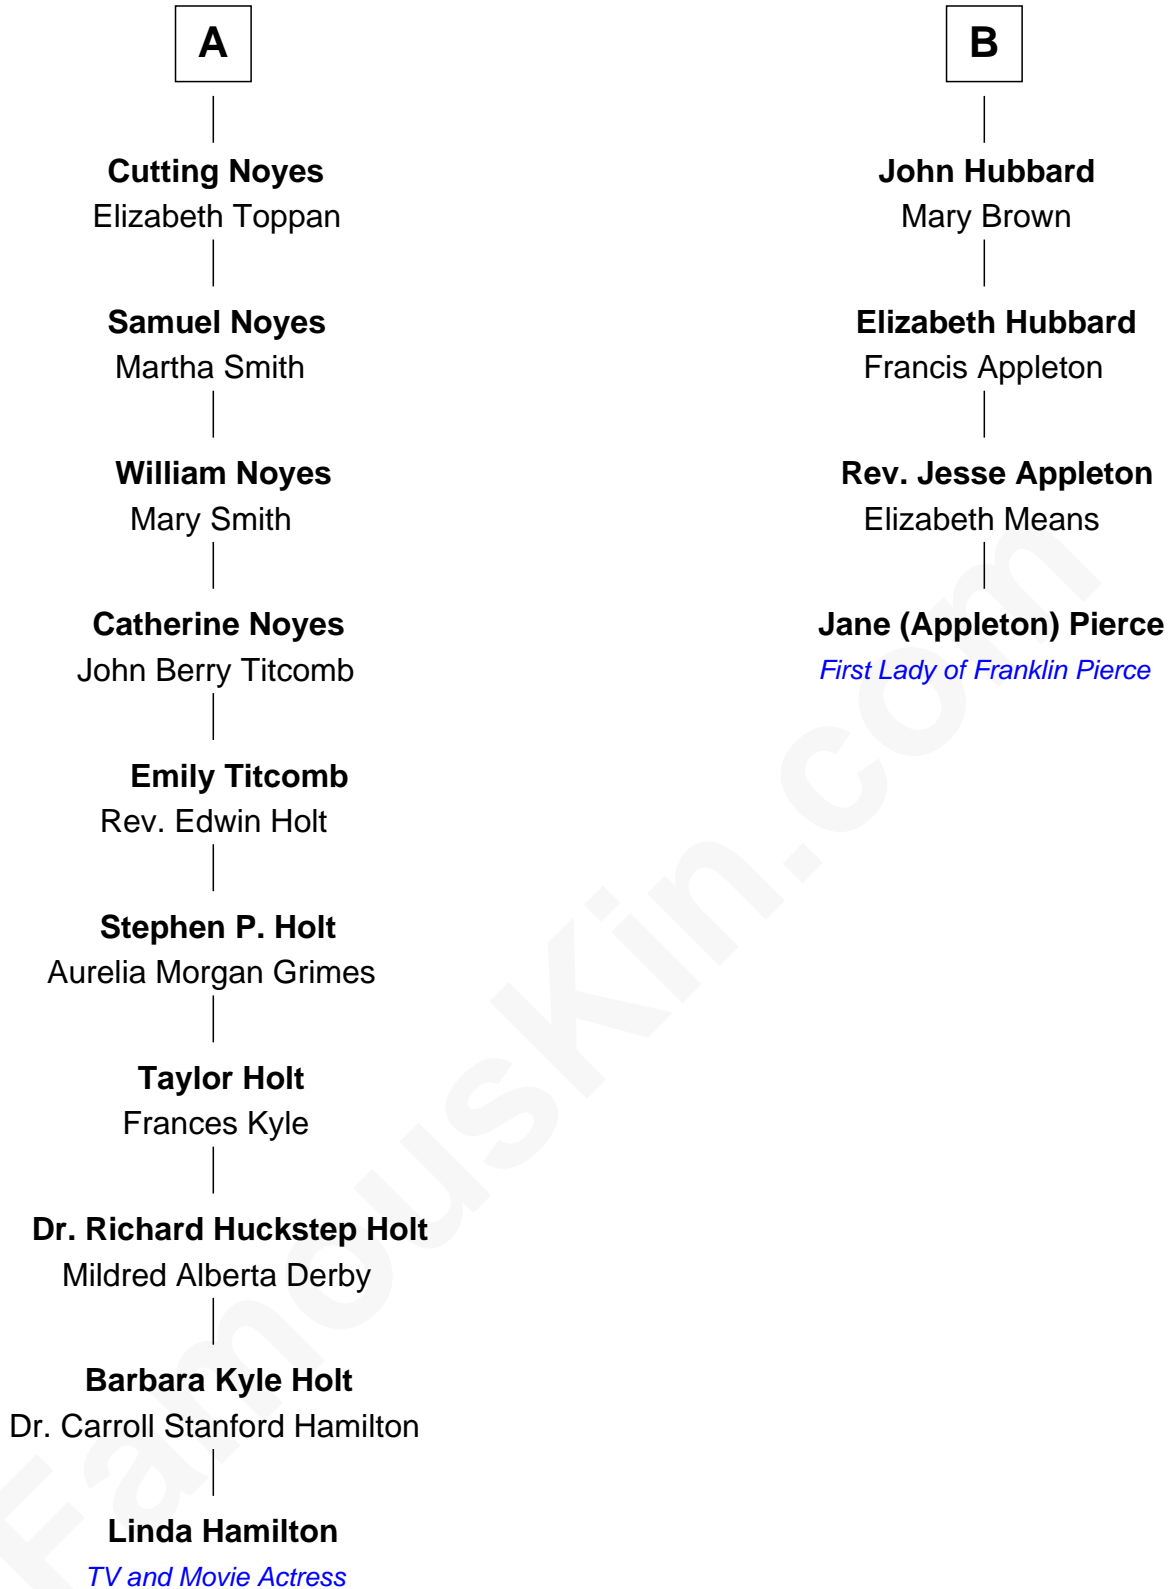 A
Cutting Noyes
Elizabeth Toppan
Samuel Noyes
Martha Smith
William Noyes
Mary Smith
Catherine Noyes
John Berry Titcomb
Emily Titcomb
Rev. Edwin Holt
Stephen P. Holt
Aurelia Morgan Grimes
Taylor Holt
Frances Kyle
Dr. Richard Huckstep Holt
Mildred Alberta Derby
Barbara Kyle Holt
Dr. Carroll Stanford Hamilton
Linda Hamilton
TV and Movie Actress
B
John Hubbard
Mary Brown
Elizabeth Hubbard
Francis Appleton
Rev. Jesse Appleton
Elizabeth Means
Jane (Appleton) Pierce
First Lady of Franklin Pierce
FamousKin.com